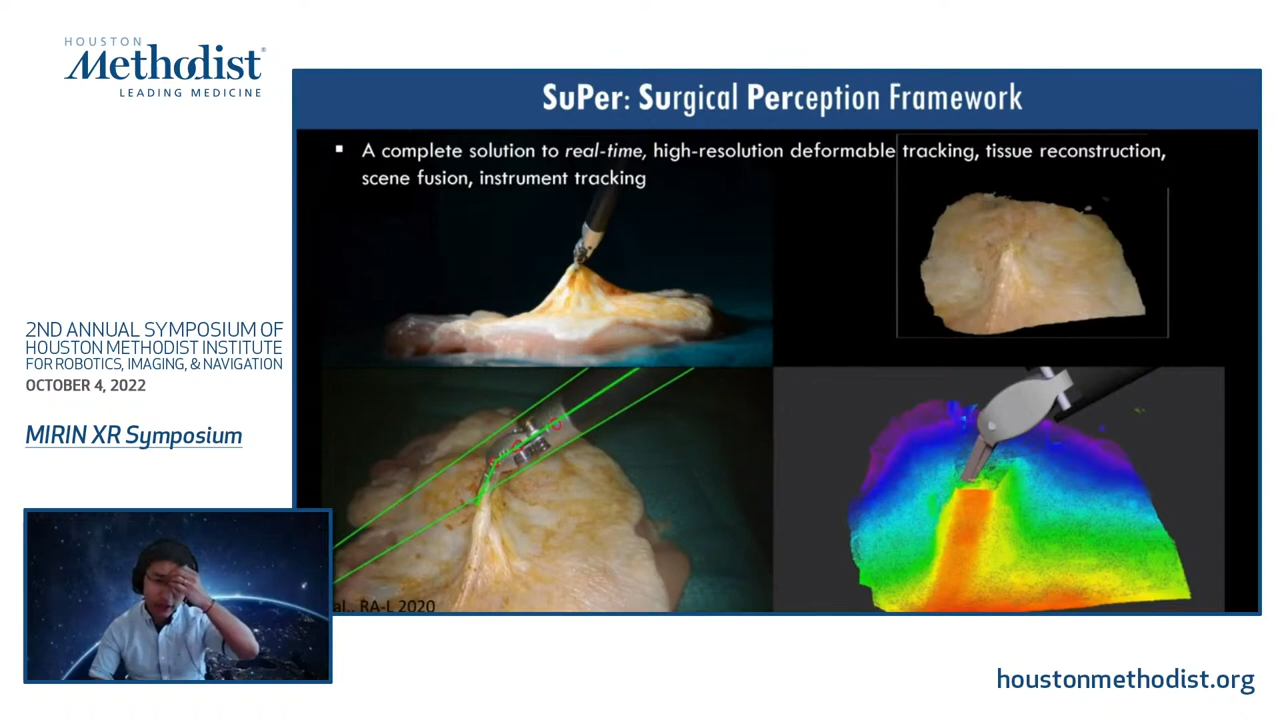 HOUSTON
Methodist®
LEADING MEDICINE
SuPer: Surgical Perception Framework
▪ A complete solution to real-time, high-resolution deformable tracking, tissue reconstruction,
scene fusion, instrument tracking
2ND ANNUAL SYMPOSIUM OF
HOUSTON METHODIST INSTITUTE
FOR ROBOTICS, IMAGING, & NAVIGATION
OCTOBER 4, 2022
MIRIN XR Symposium
al., RA-L 2020
houstonmethodist.org